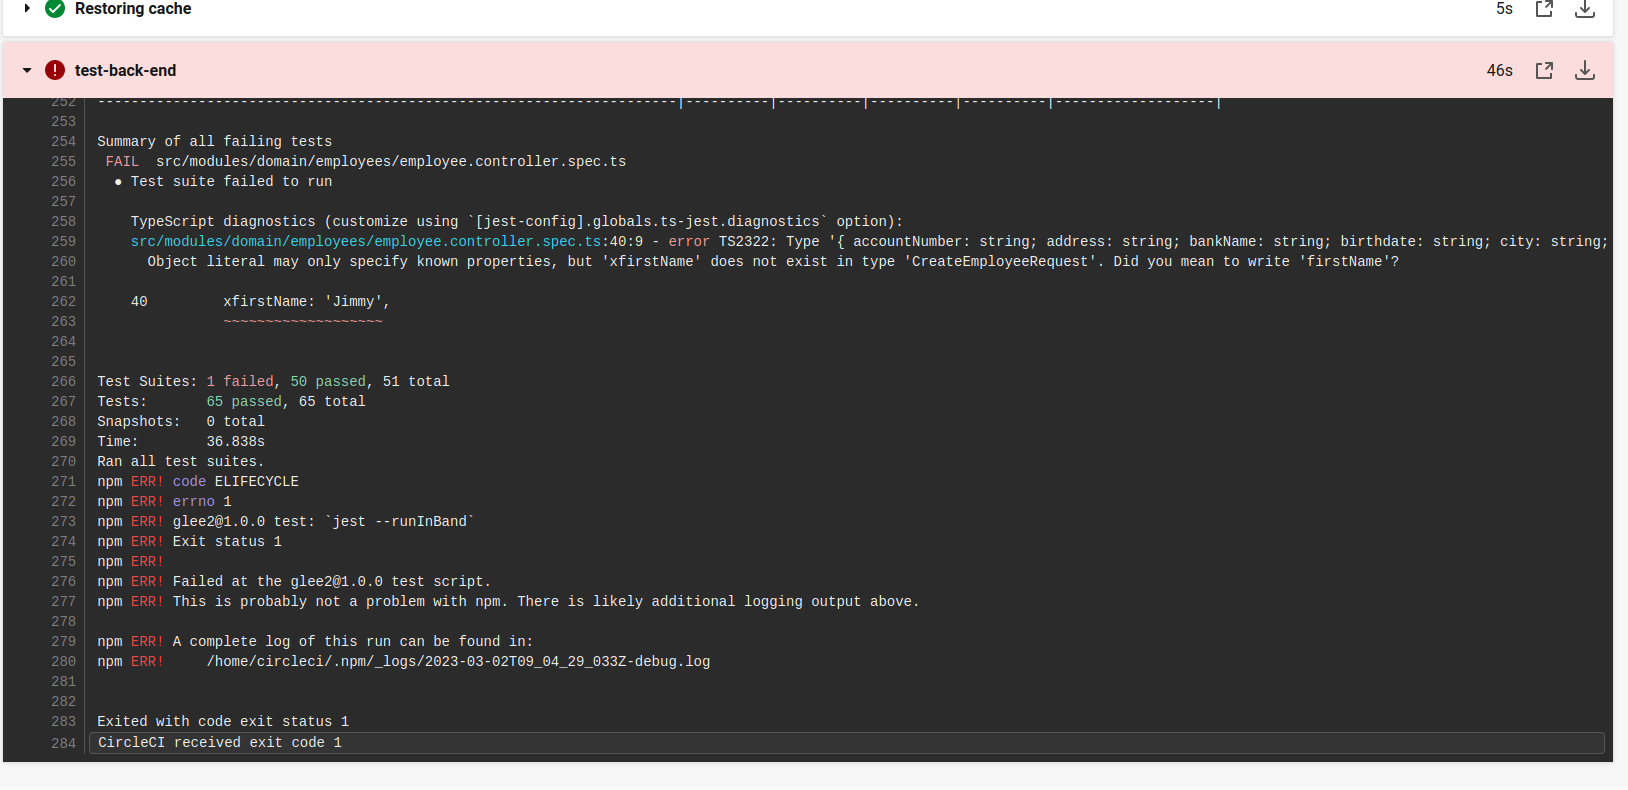 Restoring cache 5s
test-back-end 46s
252 ---------------------------------------------------------------------|----------|----------|----------|----------|-------------------|
253
254 Summary of all failing tests
255 FAIL src/modules/domain/employees/employee.controller.spec.ts
256 ● Test suite failed to run
257
258 TypeScript diagnostics (customize using `[jest-config].globals.ts-jest.diagnostics` option):
259 src/modules/domain/employees/employee.controller.spec.ts:40:9 - error TS2322: Type '{ accountNumber: string; address: string; bankName: string; birthdate: string; city: string;
260 Object literal may only specify known properties, but 'xfirstName' does not exist in type 'CreateEmployeeRequest'. Did you mean to write 'firstName'?
261
262 40 xfirstName: 'Jimmy',
263 ~~~~~~~~~~~~~~~~~~~
264
265
266 Test Suites: 1 failed, 50 passed, 51 total
267 Tests: 65 passed, 65 total
268 Snapshots: 0 total
269 Time: 36.838s
270 Ran all test suites.
271 npm ERR! code ELIFECYCLE
272 npm ERR! errno 1
273 npm ERR! glee2@1.0.0 test: `jest --runInBand`
274 npm ERR! Exit status 1
275 npm ERR!
276 npm ERR! Failed at the glee2@1.0.0 test script.
277 npm ERR! This is probably not a problem with npm. There is likely additional logging output above.
278
279 npm ERR! A complete log of this run can be found in:
280 npm ERR! /home/circleci/.npm/_logs/2023-03-02T09_04_29_033Z-debug.log
281
282
283 Exited with code exit status 1
284 CircleCI received exit code 1